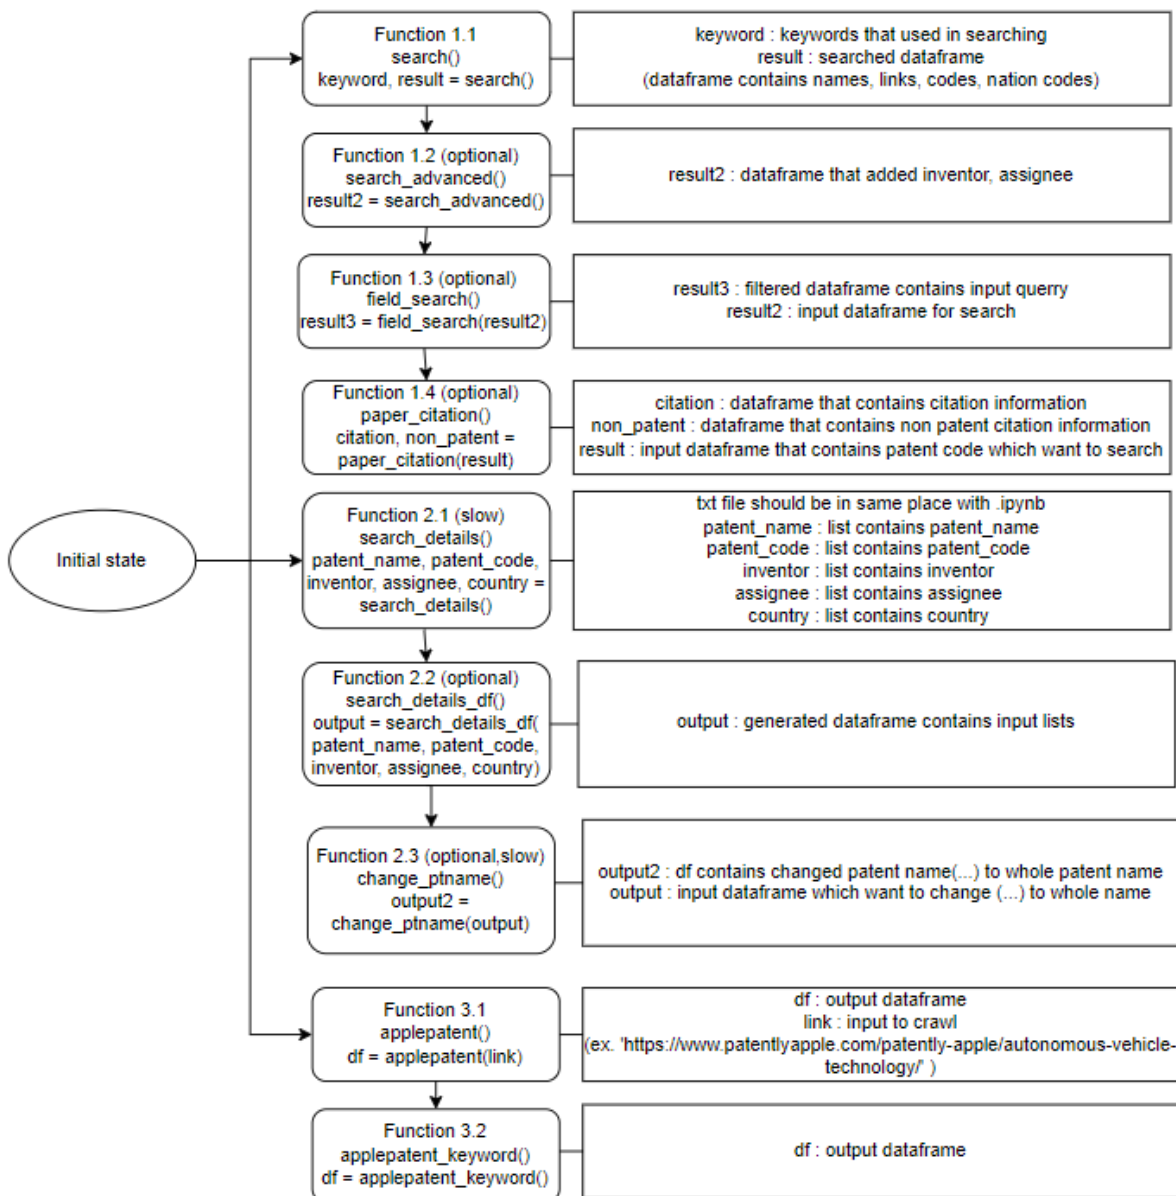 Function 1.1
search()
keyword, result = search()
keyword : keywords that used in searching
result : searched dataframe
(dataframe contains names, links, codes, nation codes)
Function 1.2 (optional)
search_advanced()
result2 = search_advanced()
result2 : dataframe that added inventor, assignee
Function 1.3 (optional)
field_search()
result3 = field_search(result2)
result3 : filtered dataframe contains input querry
result2 : input dataframe for search
Function 1.4 (optional)
paper_citation()
citation, non_patent =
paper_citation(result)
citation : dataframe that contains citation information
non_patent : dataframe that contains non patent citation information
result : input dataframe that contains patent code which want to search
Initial state
Function 2.1 (slow)
search_details()
patent_name, patent_code,
inventor, assignee, country =
search_details()
txt file should be in same place with .ipynb
patent_name : list contains patent_name
patent_code : list contains patent_code
inventor : list contains inventor
assignee : list contains assignee
country : list contains country
Function 2.2 (optional)
search_details_df()
output = search_details_df(
patent_name, patent_code,
inventor, assignee, country)
output : generated dataframe contains input lists
Function 2.3 (optional,slow)
change_ptname()
output2 =
change_ptname(output)
output2 : df contains changed patent name(...) to whole patent name
output : input dataframe which want to change (...) to whole name
Function 3.1
applepatent()
df = applepatent(link)
df : output dataframe
link : input to crawl
(ex. 'https://www.patentlyapple.com/patently-apple/autonomous-vehicle-
technology/' )
Function 3.2
applepatent_keyword()
df = applepatent_keyword()
df : output dataframe